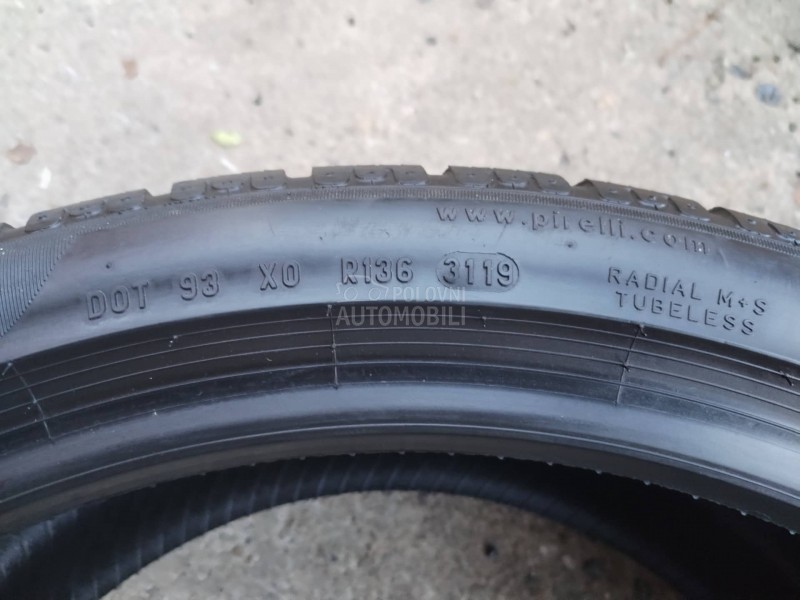 www.pirelli.com
DOT 93 X0 R136 3119
RADIAL M+S
TUBELESS
POLOVNI
AUTOMOBILI